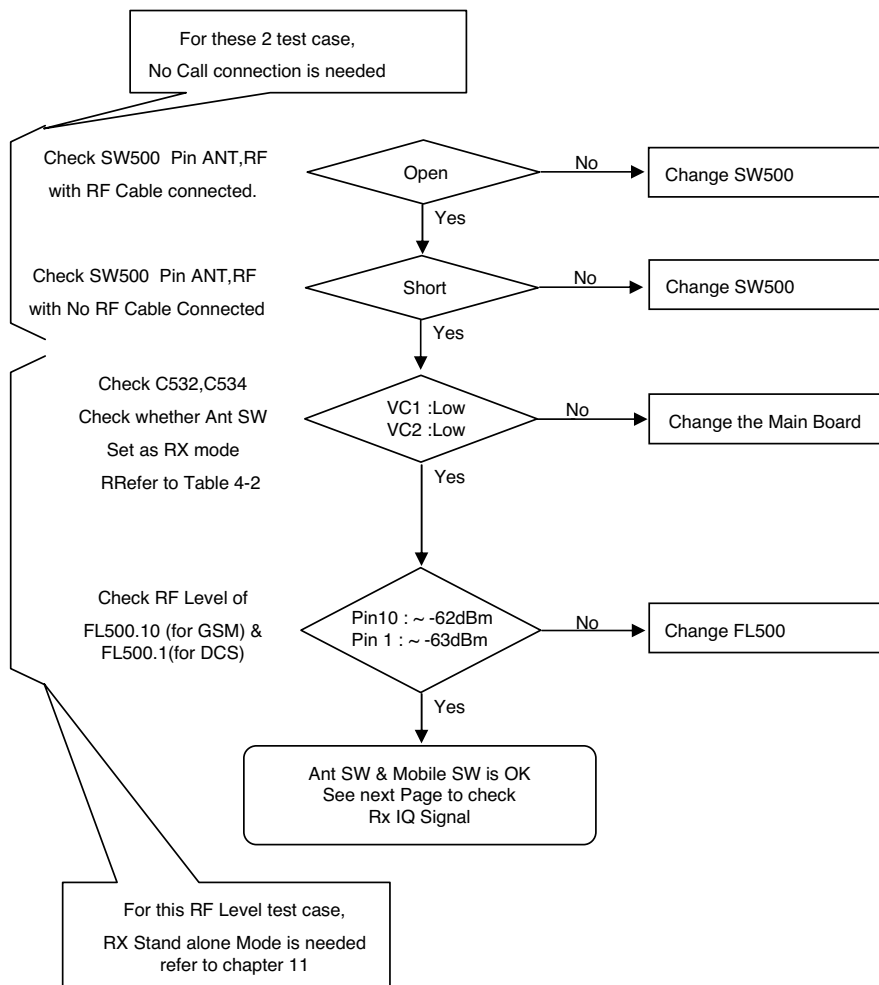 For these 2 test case,
No Call connection is needed
Check SW500 Pin ANT,RF
with RF Cable connected.
Open
No
Change SW500
Yes
Check SW500 Pin ANT,RF
with No RF Cable Connected
Short
No
Change SW500
Yes
Check C532,C534
Check whether Ant SW
Set as RX mode
RRefer to Table 4-2
VC1 :Low
VC2 :Low
No
Change the Main Board
Yes
Check RF Level of
FL500.10 (for GSM) &
FL500.1(for DCS)
Pin10 : ~ -62dBm
Pin 1 : ~ -63dBm
No
Change FL500
Yes
Ant SW & Mobile SW is OK
See next Page to check
Rx IQ Signal
For this RF Level test case,
RX Stand alone Mode is needed
refer to chapter 11